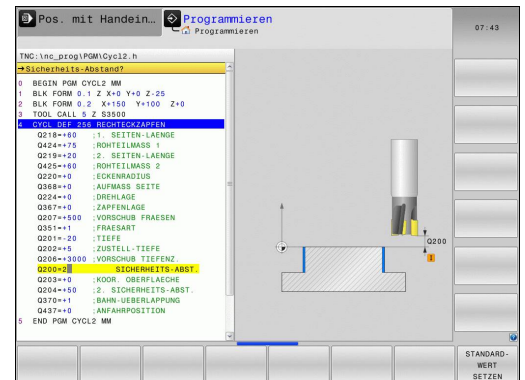 Pos. mit Handein…
Programmieren
Programmieren
07:43
TNC:\nc_prog\PGM\Cycl2.h
→Sicherheits-Abstand?
0 BEGIN PGM CYCL2 MM
1 BLK FORM 0.1 Z X+0 Y+0 Z-25
2 BLK FORM 0.2 X+150 Y+100 Z+0
3 TOOL CALL 5 Z S3500
4 CYCL DEF 256 RECHTECKZAPFEN
Q218=+60 ;1. SEITEN-LAENGE
Q424=+75 ;ROHTEILMASS 1
Q219=+20 ;2. SEITEN-LAENGE
Q425=+60 ;ROHTEILMASS 2
Q220=+0 ;ECKENRADIUS
Q368=+0 ;AUFMASS SEITE
Q224=+0 ;DREHLAGE
Q367=+0 ;ZAPFENLAGE
Q207=+500 ;VORSCHUB FRAESEN
Q351=+1 ;FRAESART
Q201=-20 ;TIEFE
Q202=+5 ;ZUSTELL-TIEFE
Q206=+3000 ;VORSCHUB TIEFENZ.
Q200=2 SICHERHEITS-ABST.
Q203=+0 ;KOOR. OBERFLAECHE
Q204=+50 ;2. SICHERHEITS-ABST.
Q370=+1 ;BAHN-UEBERLAPPUNG
Q437=+0 ;ANFAHRPOSITION
5 END PGM CYCL2 MM
Q200
I
STANDARD-
WERT
SETZEN